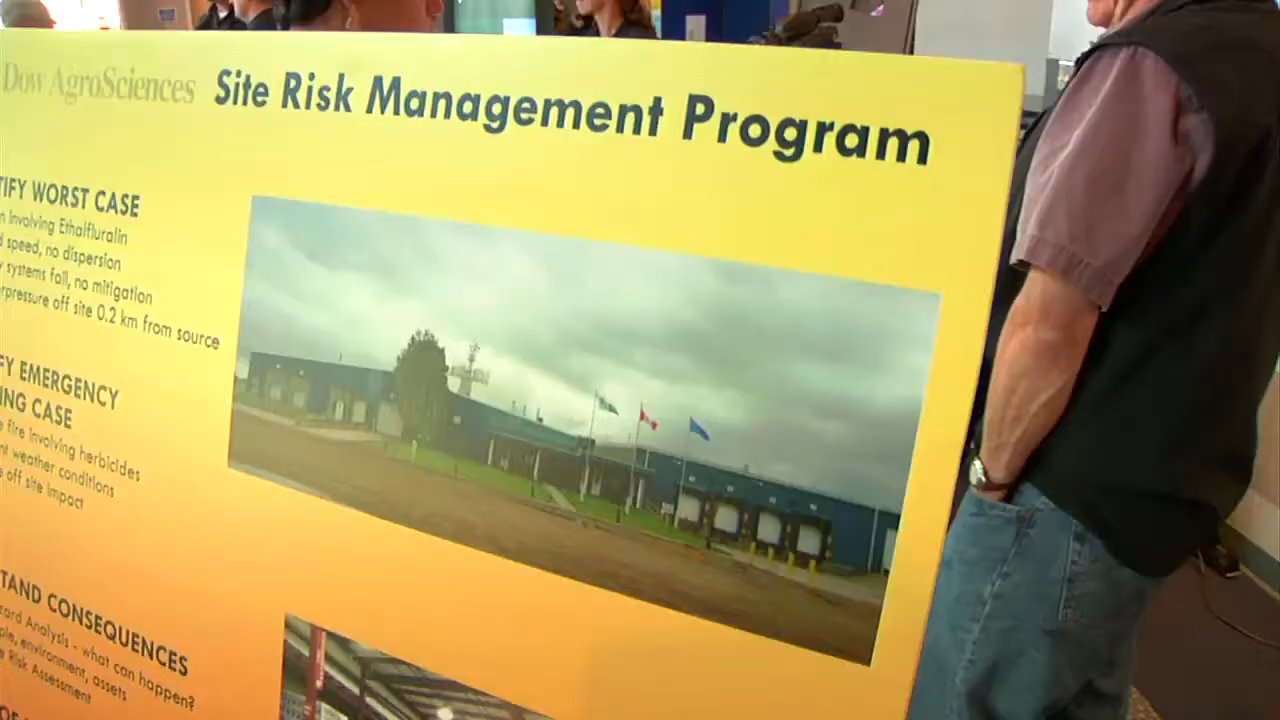 Dow AgroSciences Site Risk Management Program
TIFY WORST CASE
n Involving Ethalfluralin
d speed, no dispersion
y systems fail, no mitigation
rpressure off site 0.2 km from source
FY EMERGENCY
ING CASE
e fire involving herbicides
nt weather conditions
e off site impact
TAND CONSEQUENCES
zard Analysis - what can happen?
ple, environment, assets
e Risk Assessment